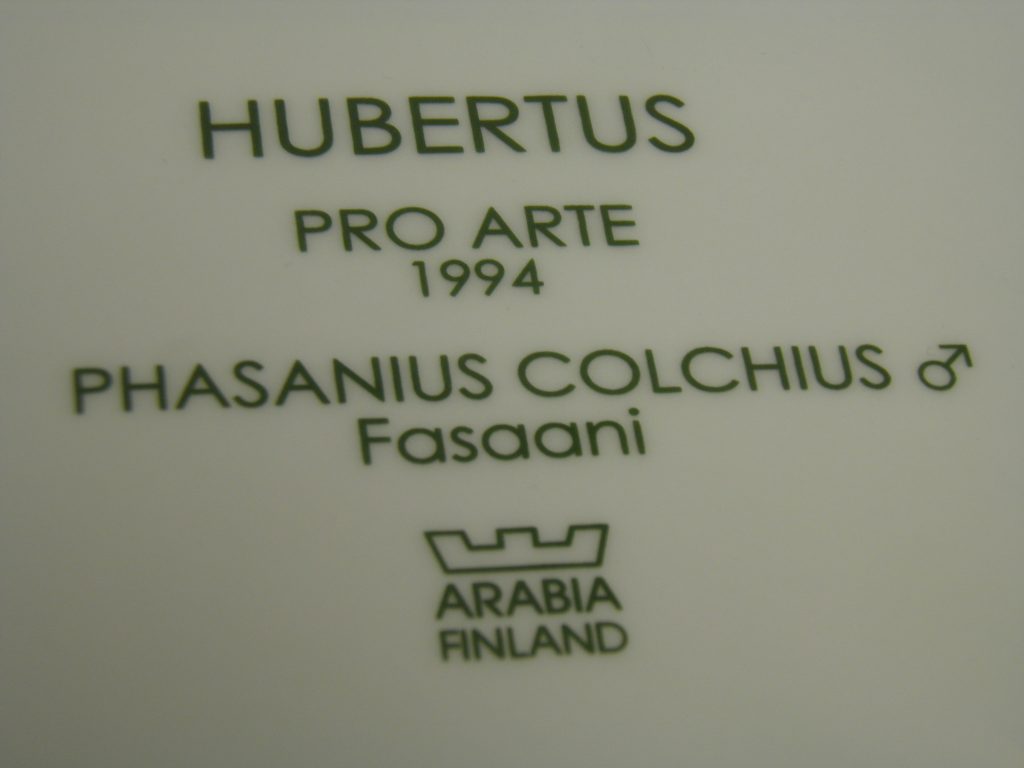 HUBERTUS
PRO ARTE
1994
PHASANIUS COLCHIUS ♂
Fasaani
ARABIA
FINLAND